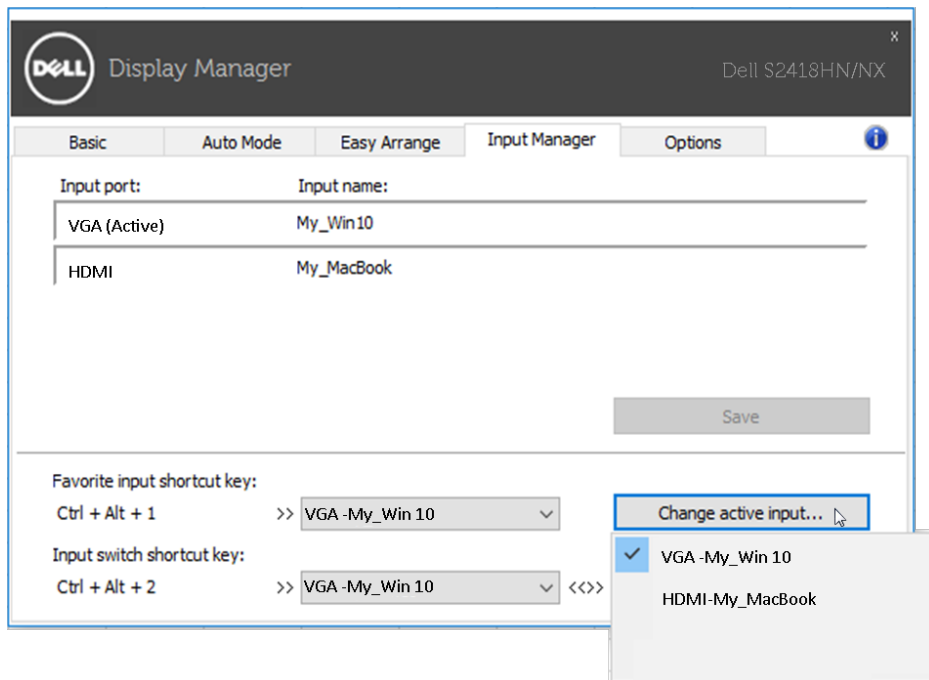 x
DELL Display Manager
Dell S2418HN/NX
Basic Auto Mode Easy Arrange Input Manager Options i
Input port: Input name:
VGA (Active) My_Win10
HDMI My_MacBook
Save
Favorite input shortcut key:
Ctrl + Alt + 1 >> VGA -My_Win 10 Change active input...
Input switch shortcut key:
Ctrl + Alt + 2 >> VGA -My_Win 10 <<>>
VGA -My_Win 10
HDMI-My_MacBook